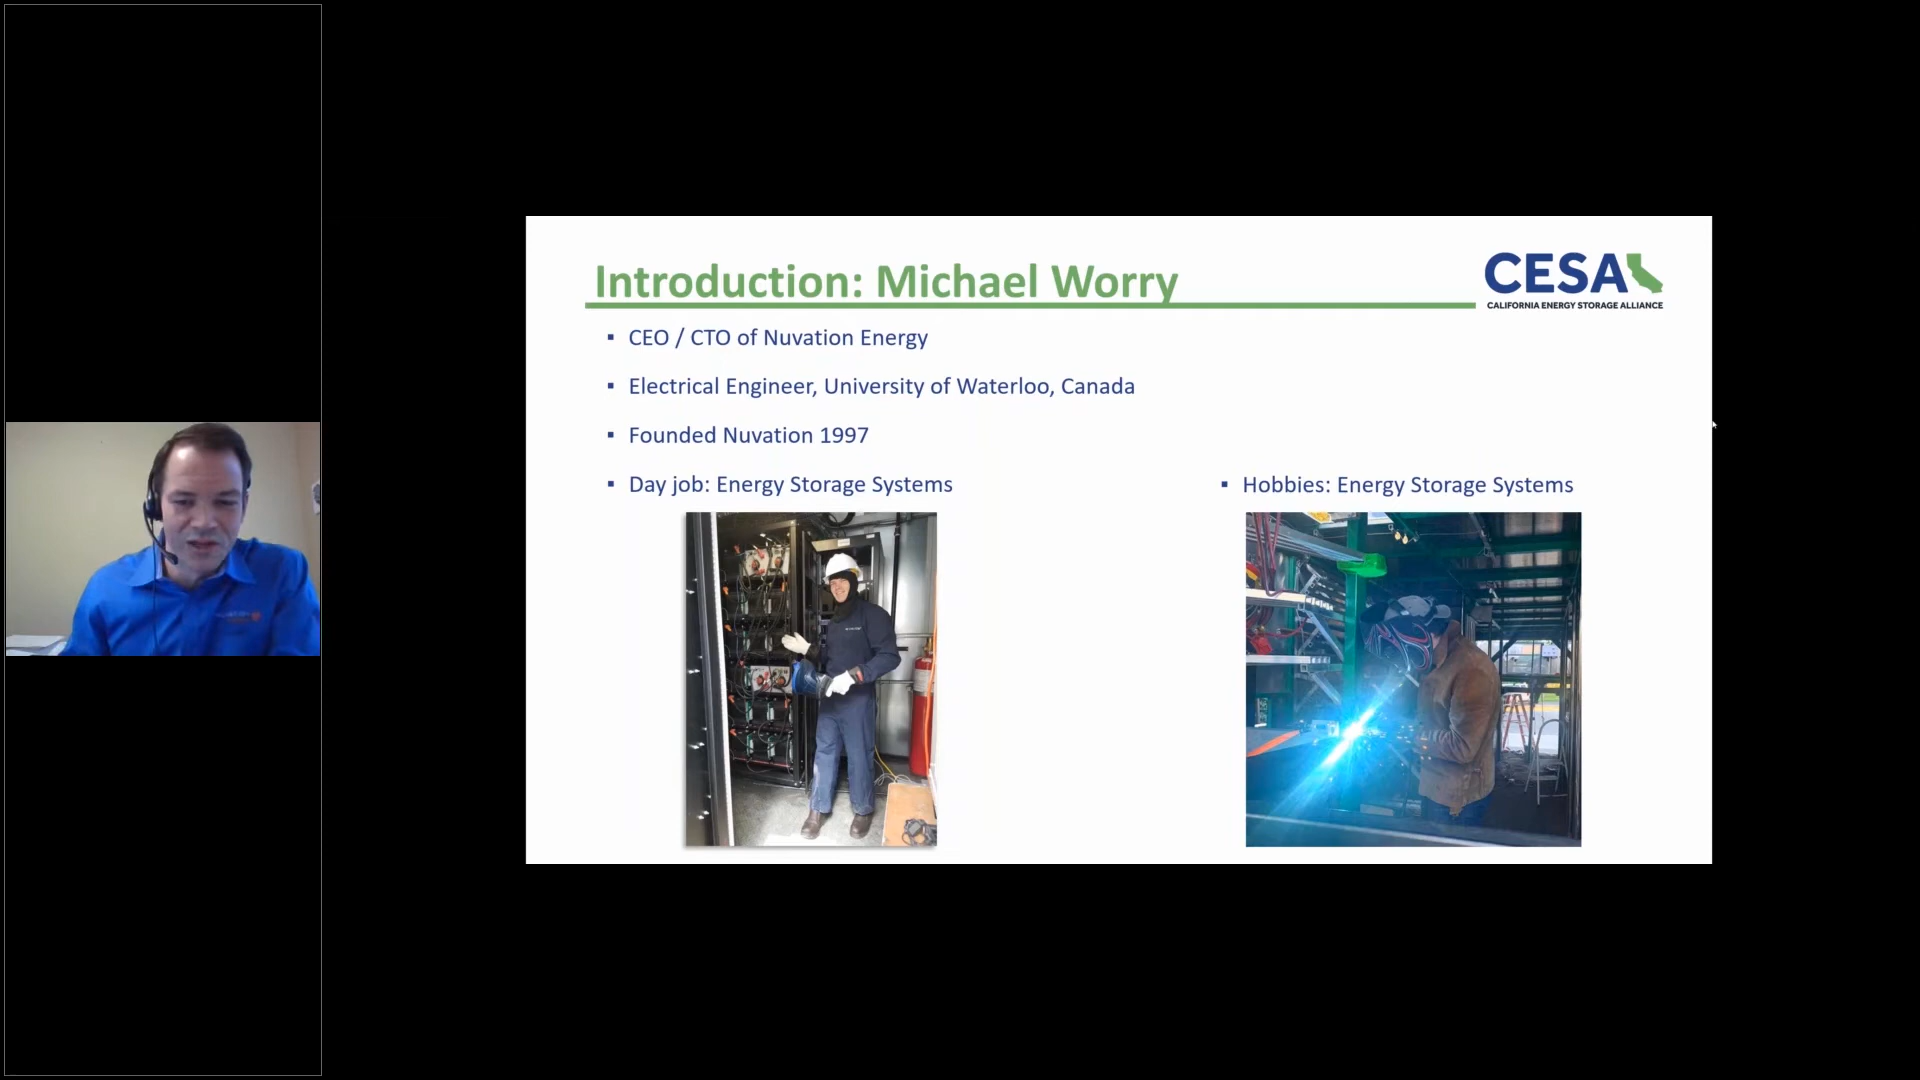 Introduction: Michael Worry
CESA
CALIFORNIA ENERGY STORAGE ALLIANCE
▪ CEO / CTO of Nuvation Energy
▪ Electrical Engineer, University of Waterloo, Canada
▪ Founded Nuvation 1997
▪ Day job: Energy Storage Systems
▪ Hobbies: Energy Storage Systems